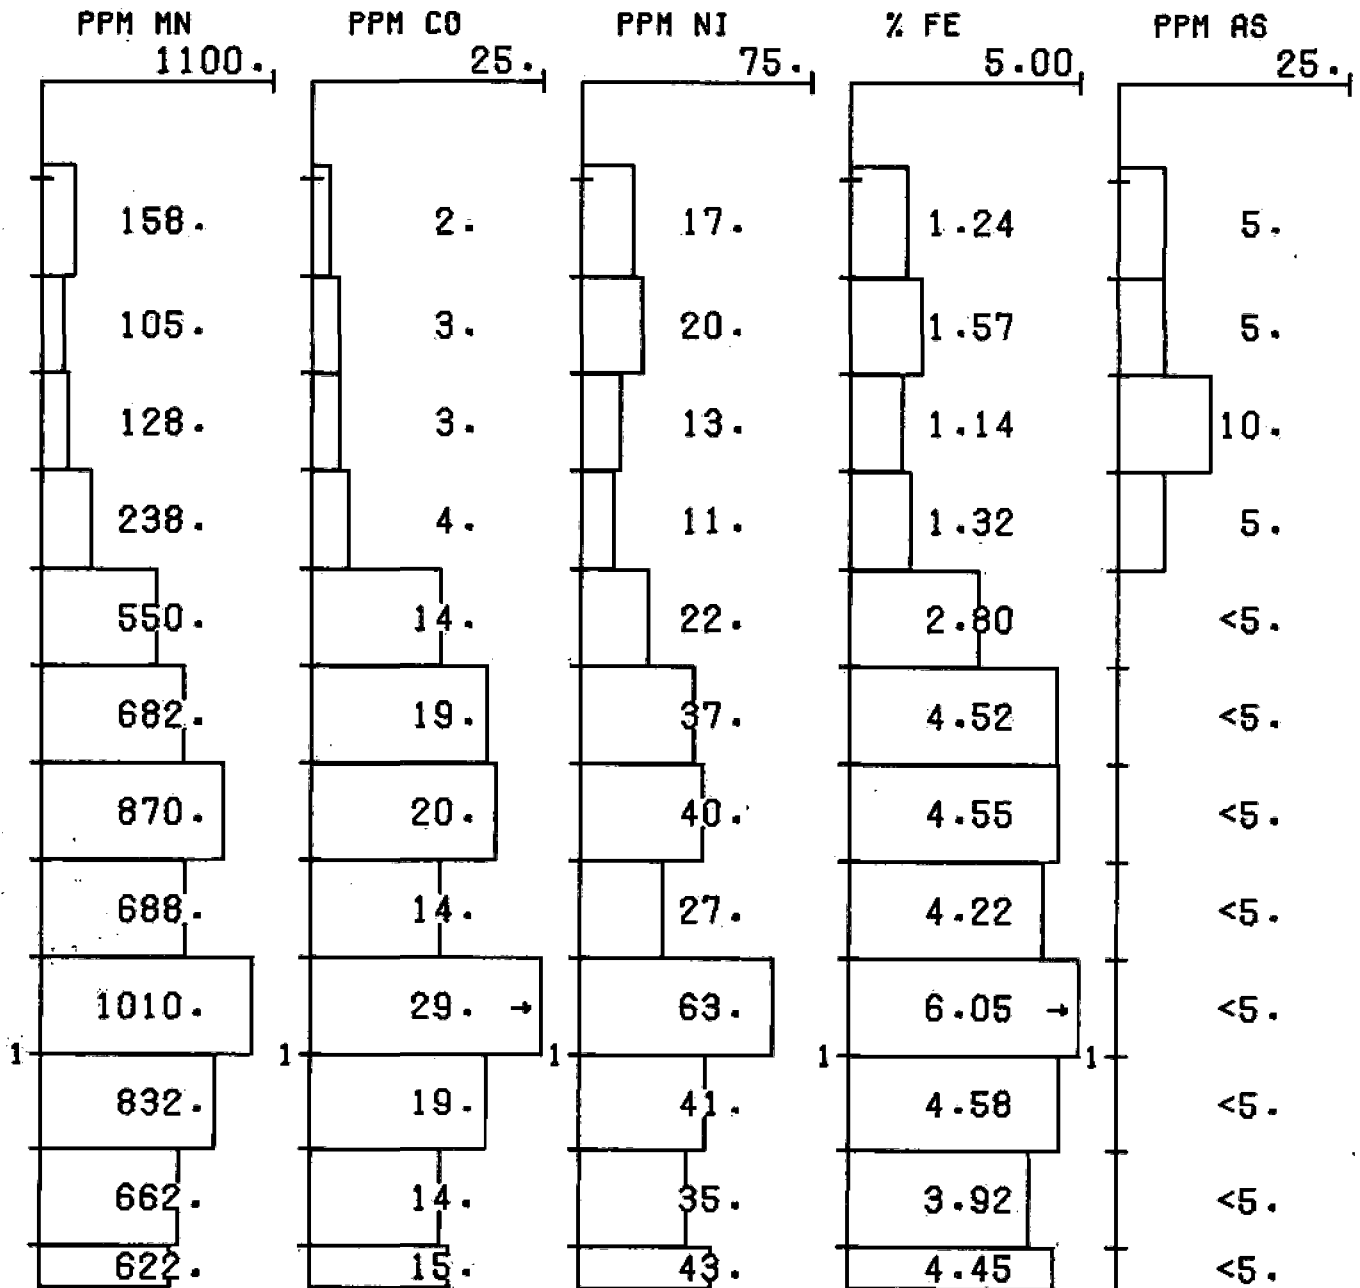 PPM MN PPM CO PPM NI % FE PPM AS
1100. 25. 75. 5.00 25.
158. 2. 17. 1.24 5.
105. 3. 20. 1.57 5.
128. 3. 13. 1.14 10.
238. 4. 11. 1.32 5.
550. 14. 22. 2.80 <5.
682. 19. 37. 4.52 <5.
870. 20. 40. 4.55 <5.
688. 14. 27. 4.22 <5.
1010. 29. → 63. 6.05 → <5.
1 1 1 1 1
832. 19. 41. 4.58 <5.
662. 14. 35. 3.92 <5.
622. 15. 43. 4.45 <5.